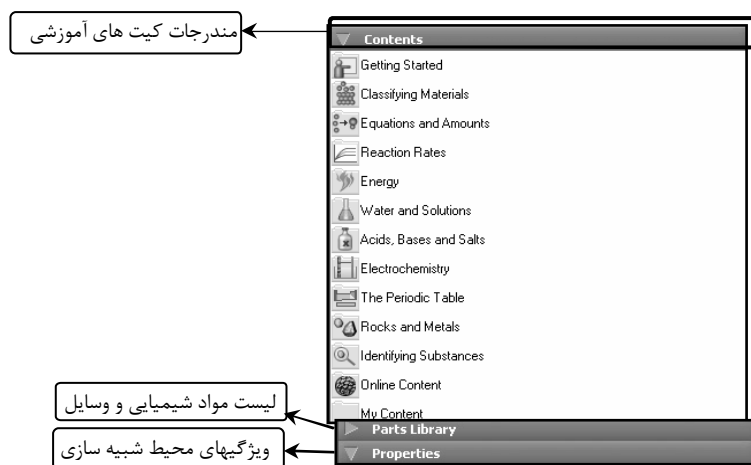 مندرجات کیت های آموزشی
Contents
Getting Started
Classifying Materials
Equations and Amounts
Reaction Rates
Energy
Water and Solutions
Acids, Bases and Salts
Electrochemistry
The Periodic Table
Rocks and Metals
Identifying Substances
Online Content
My Content
لیست مواد شیمیایی و وسایل
Parts Library
ویژگیهای محیط شبیه سازی
Properties